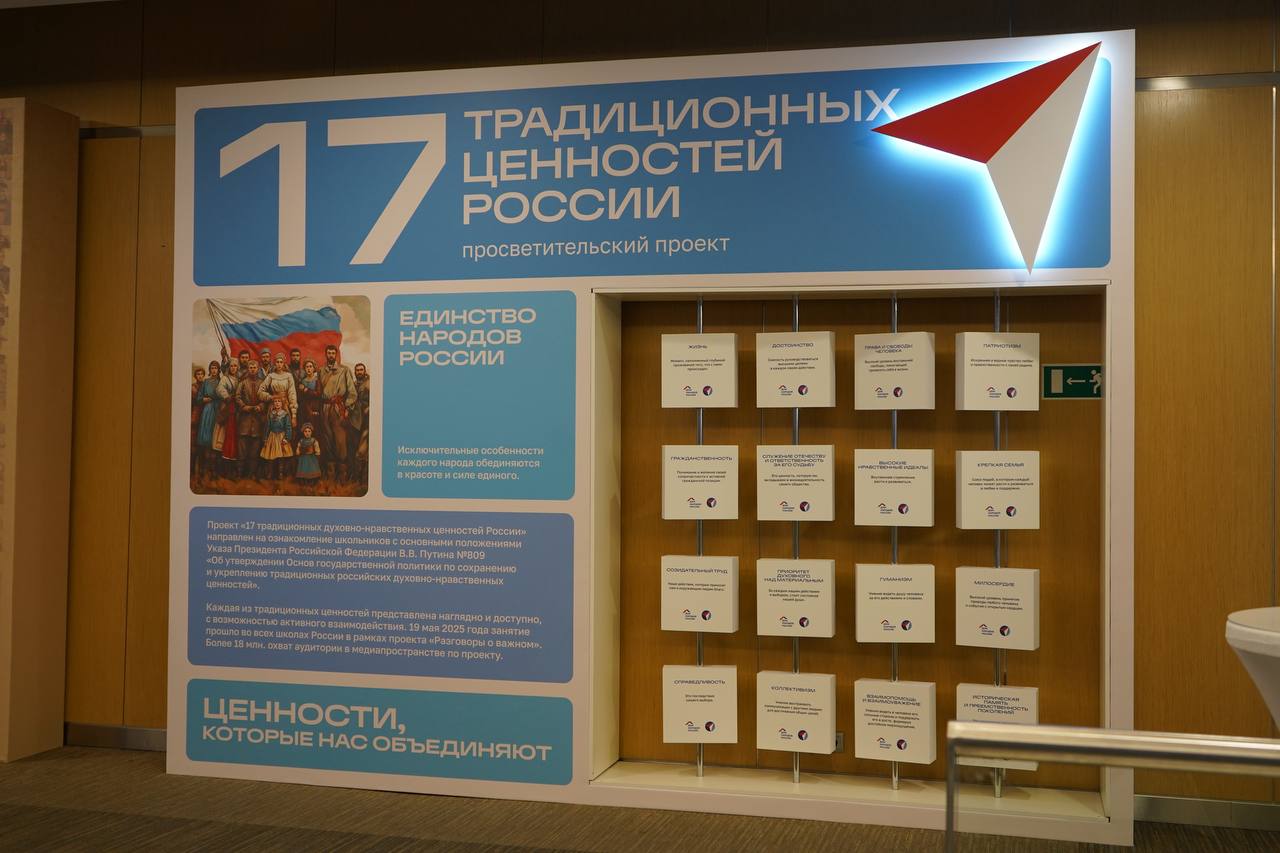 17
ТРАДИЦИОННЫХ
ЦЕННОСТЕЙ
РОССИИ
просветительский проект
ЕДИНСТВО
НАРОДОВ
РОССИИ
Исключительные особенности
каждого народа объединяются
в красоте и силе единого.
Проект «17 традиционных духовно-нравственных ценностей России»
направлен на ознакомление школьников с основными положениями
Указа Президента Российской Федерации В.В. Путина №809
«Об утверждении Основ государственной политики по сохранению
и укреплению традиционных российских духовно-нравственных
ценностей».
Каждая из традиционных ценностей представлена наглядно и доступно,
с возможностью активного взаимодействия. 19 мая 2025 года занятие
прошло во всех школах России в рамках проекта «Разговоры о важном».
Более 18 млн. охват аудитории в медиапространстве по проекту.
ЦЕННОСТИ,
КОТОРЫЕ НАС ОБЪЕДИНЯЮТ
ЖИЗНЬ
ДОСТОИНСТВО
ПРАВА И СВОБОДЫ
ЧЕЛОВЕКА
ПАТРИОТИЗМ
ГРАЖДАНСТВЕННОСТЬ
СЛУЖЕНИЕ ОТЕЧЕСТВУ
И ОТВЕТСТВЕННОСТЬ
ЗА ЕГО СУДЬБУ
ВЫСОКИЕ
НРАВСТВЕННЫЕ ИДЕАЛЫ
КРЕПКАЯ СЕМЬЯ
СОЗИДАТЕЛЬНЫЙ ТРУД
ПРИОРИТЕТ
ДУХОВНОГО
НАД МАТЕРИАЛЬНЫМ
ГУМАНИЗМ
МИЛОСЕРДИЕ
СПРАВЕДЛИВОСТЬ
КОЛЛЕКТИВИЗМ
ВЗАИМОПОМОЩЬ
И ВЗАИМОУВАЖЕНИЕ
ИСТОРИЧЕСКАЯ
ПАМЯТЬ
И ПРЕЕМСТВЕННОСТЬ
ПОКОЛЕНИЙ